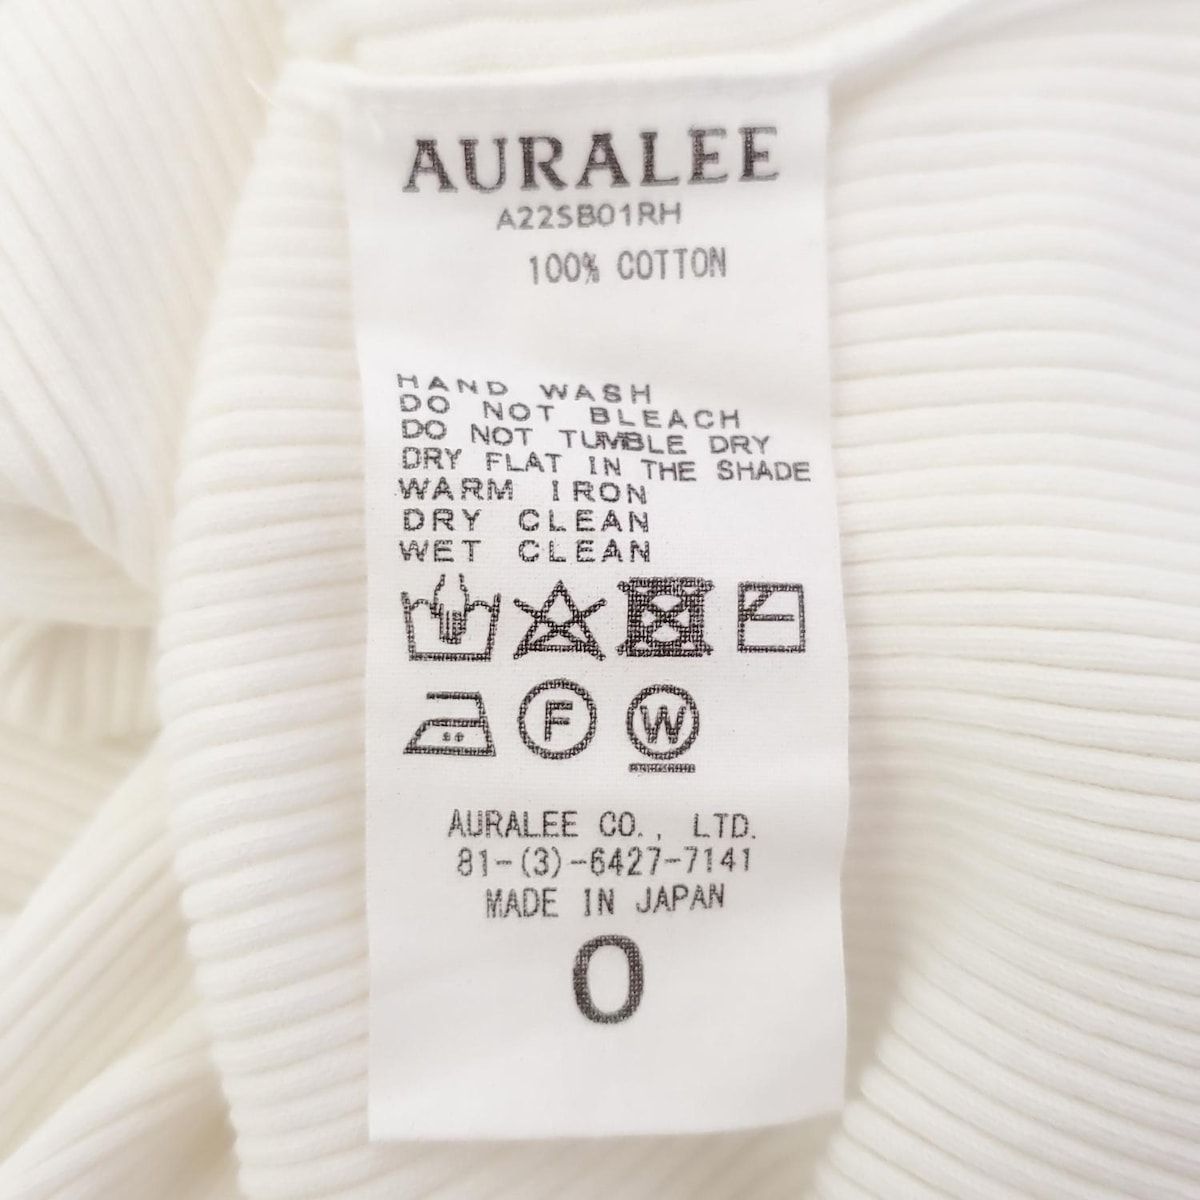 AURALEE
A22SB01RH
100% COTTON
HAND WASH
DO NOT BLEACH
DO NOT TUMBLE DRY
DRY FLAT IN THE SHADE
WARM IRON
DRY CLEAN
WET CLEAN
F W
AURALEE CO., LTD.
81-(3)-6427-7141
MADE IN JAPAN
0